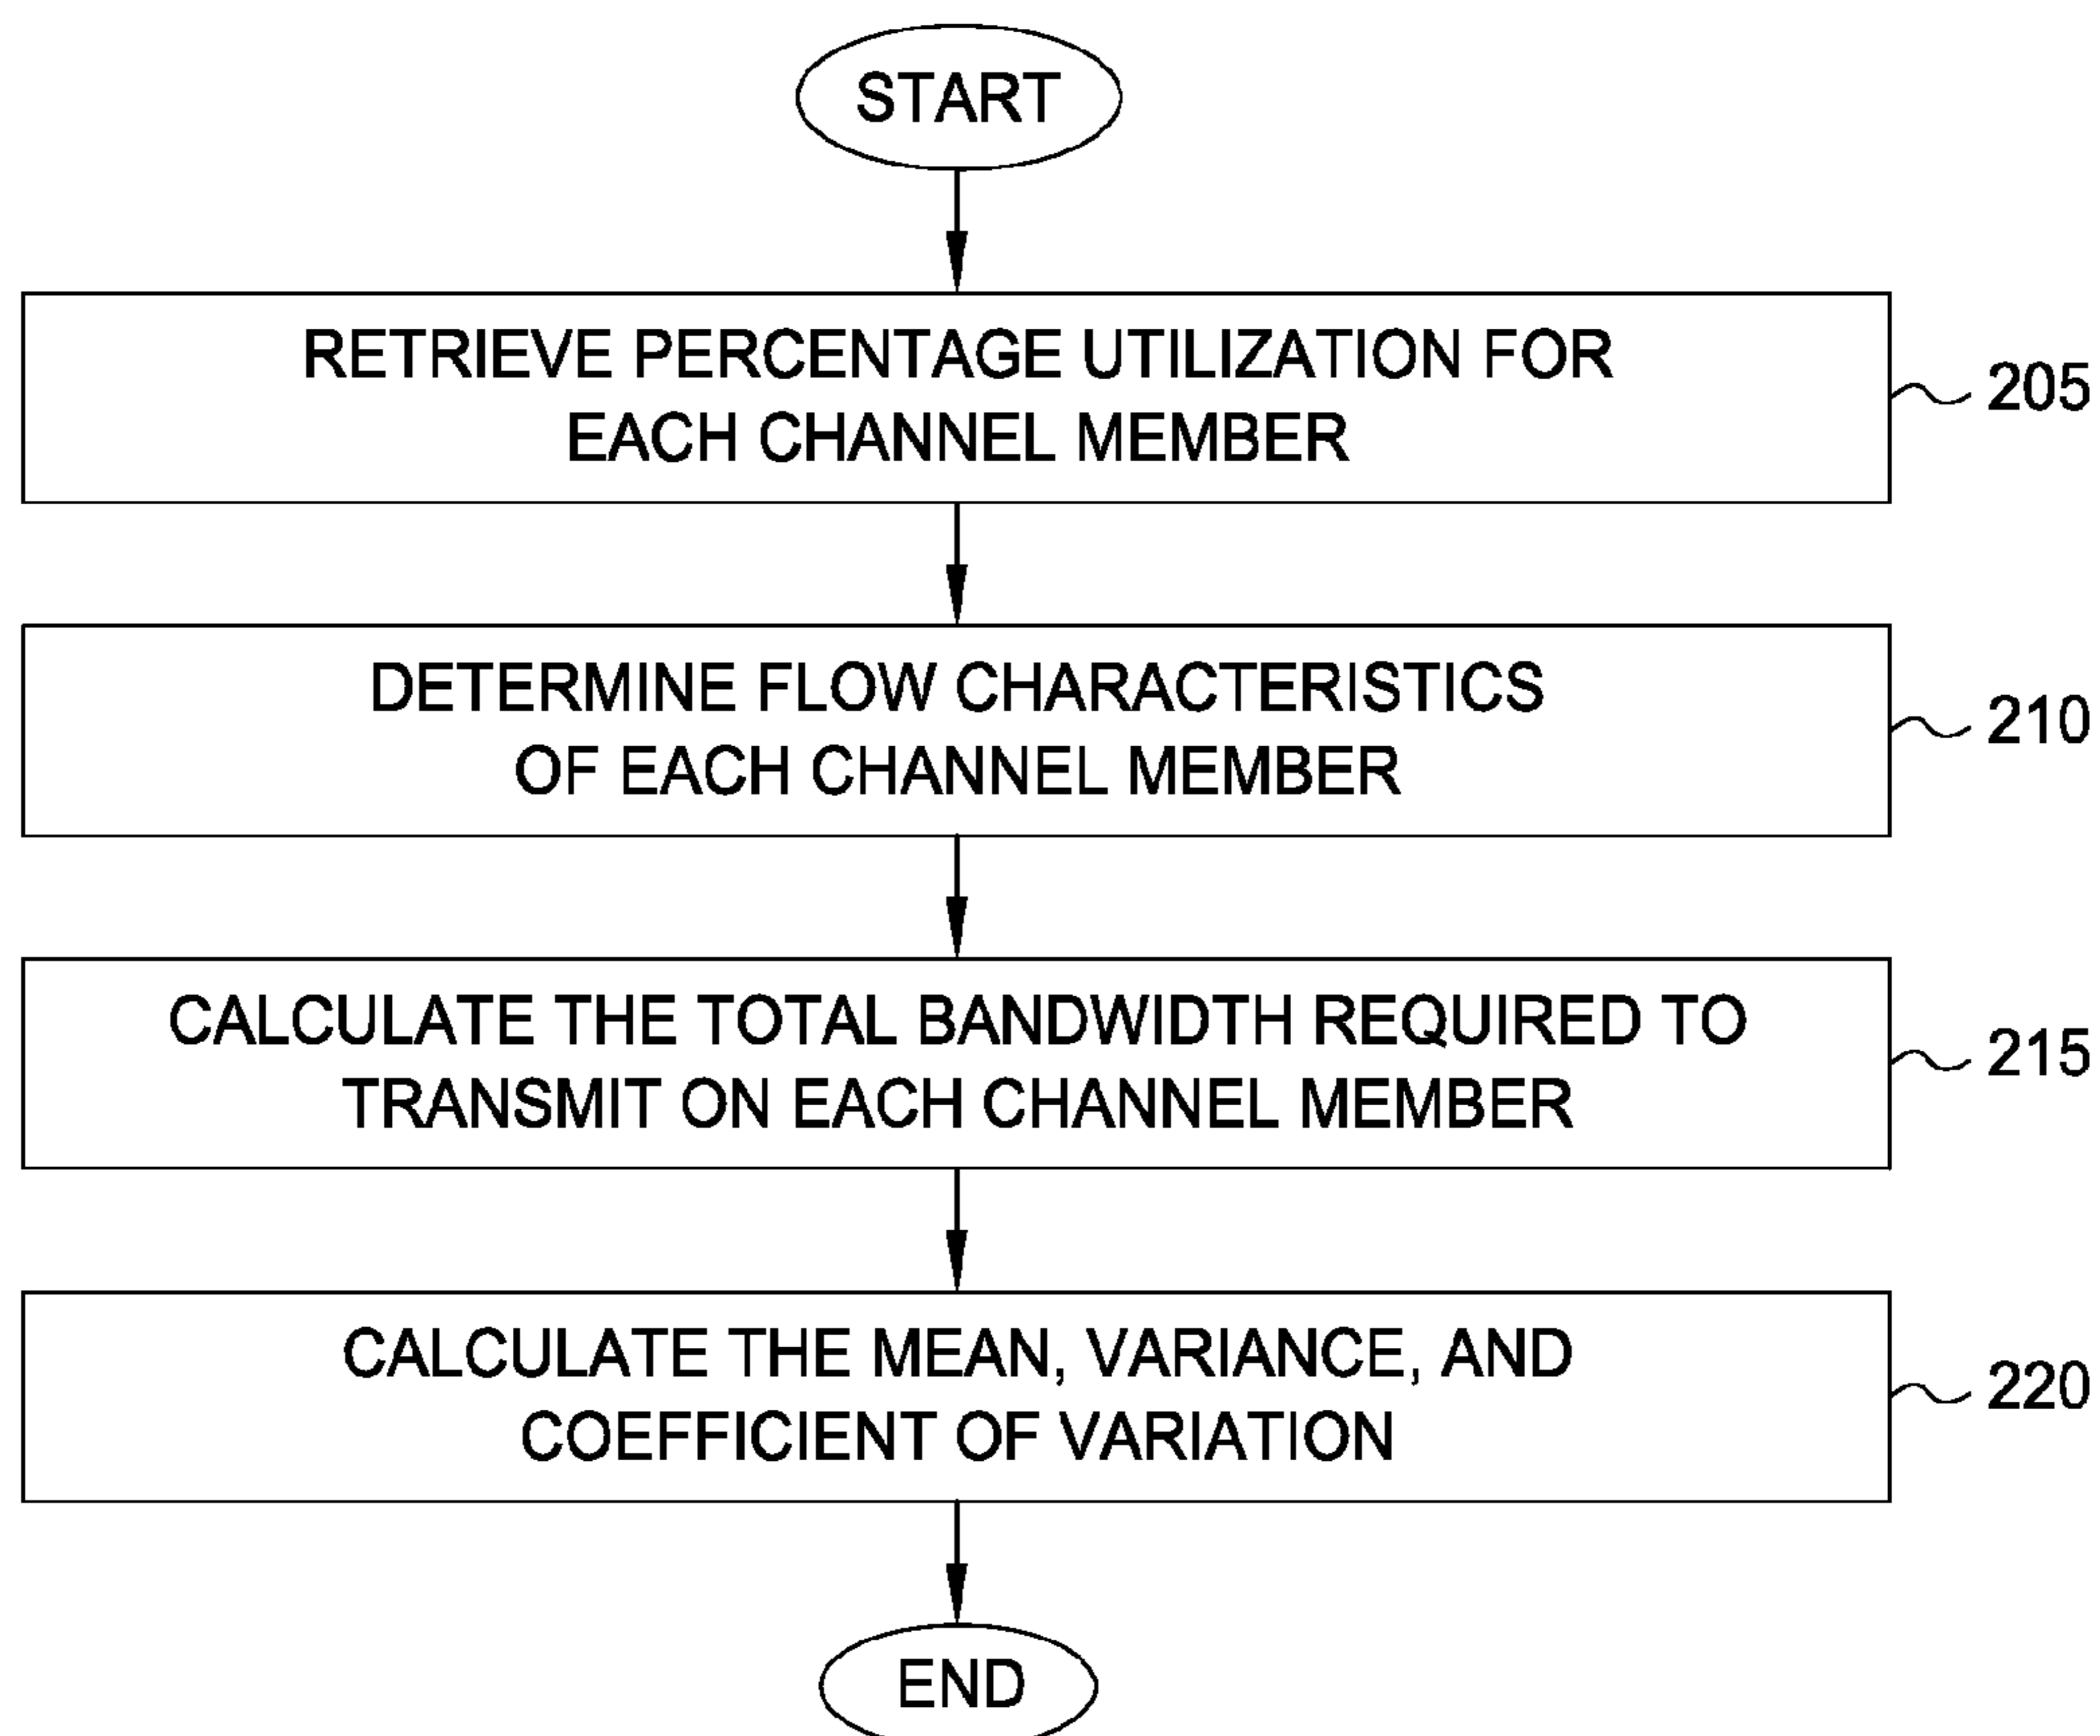 START
RETRIEVE PERCENTAGE UTILIZATION FOR
EACH CHANNEL MEMBER
205
DETERMINE FLOW CHARACTERISTICS
OF EACH CHANNEL MEMBER
210
CALCULATE THE TOTAL BANDWIDTH REQUIRED TO
TRANSMIT ON EACH CHANNEL MEMBER
215
CALCULATE THE MEAN, VARIANCE, AND
COEFFICIENT OF VARIATION
220
END